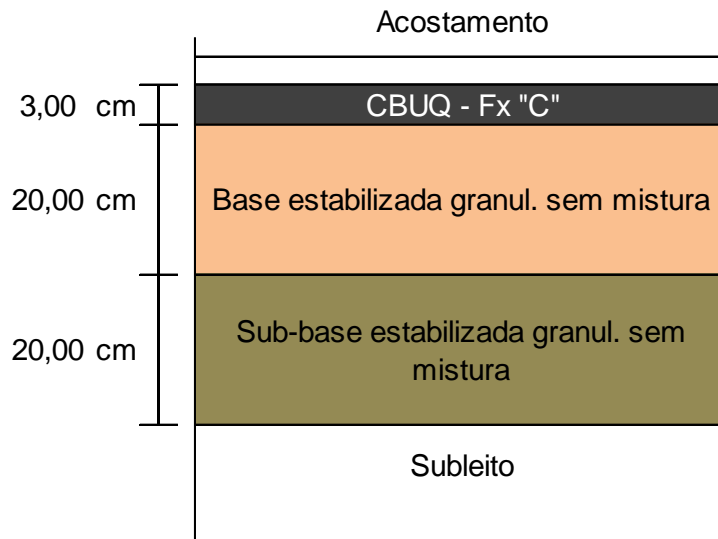 Acostamento
3,00 cm
CBUQ - Fx "C"
20,00 cm
Base estabilizada granul. sem mistura
20,00 cm
Sub-base estabilizada granul. sem
mistura
Subleito